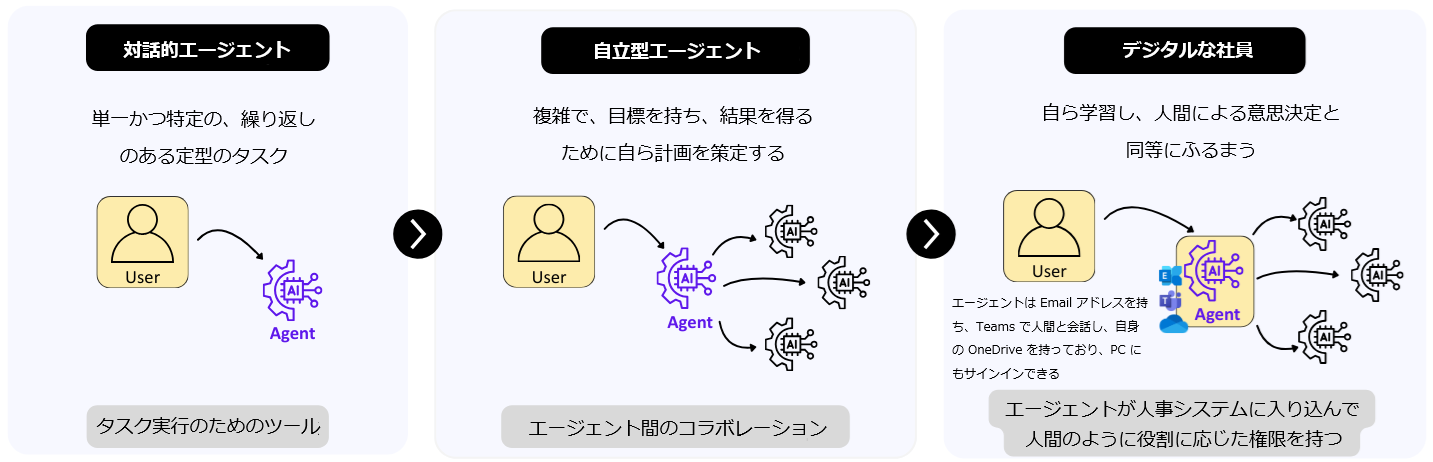 対話的エージェント
単一かつ特定の、繰り返し
のある定型のタスク
User
AI
Agent
タスク実行のためのツール
自立型エージェント
複雑で、目標を持ち、結果を得る
ために自ら計画を策定する
User
AI
Agent
AI
AI
AI
エージェント間のコラボレーション
デジタルな社員
自ら学習し、人間による意思決定と
同等にふるまう
User
AI
Agent
E
T
AI
AI
AI
エージェントは Email アドレスを持
ち、Teams で人間と会話し、自身
の OneDrive を持っており、PC に
もサインインできる
エージェントが人事システムに入り込んで
人間のように役割に応じた権限を持つ